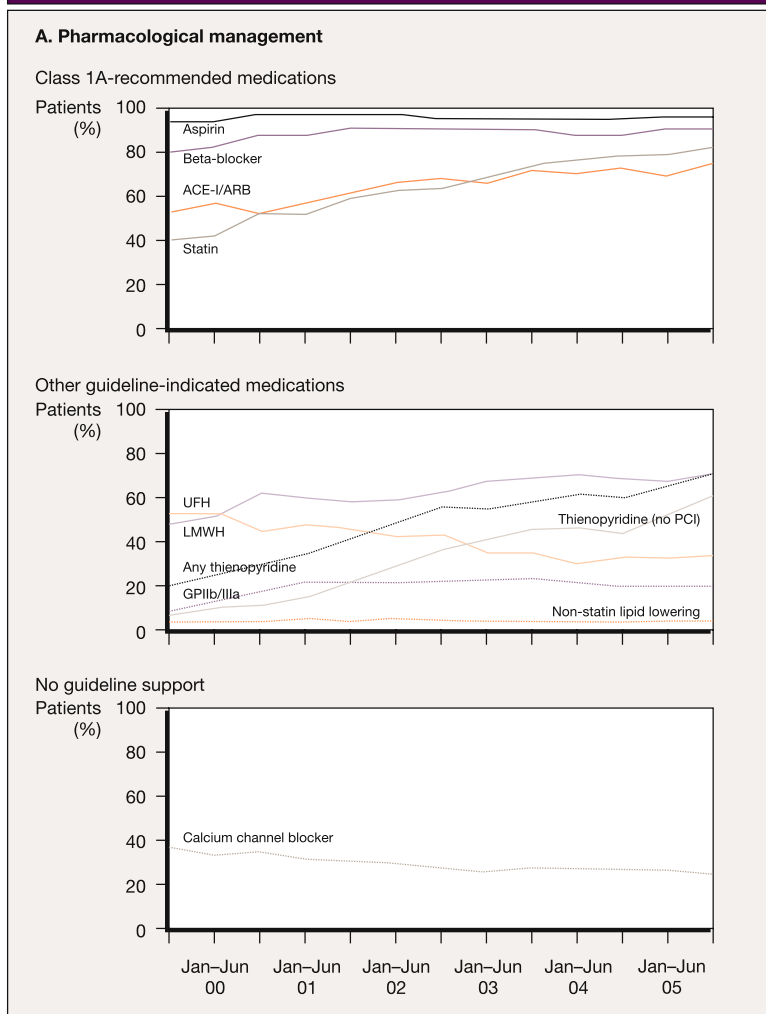 A. Pharmacological management
Class 1A-recommended medications
Patients
(%)
100
80
60
40
20
0
Aspirin
Beta-blocker
ACE-I/ARB
Statin
Other guideline-indicated medications
Patients
(%)
100
80
60
40
20
0
UFH
LMWH
Thienopyridine (no PCI)
Any thienopyridine
GPIIb/IIIa
Non-statin lipid lowering
No guideline support
Patients
(%)
100
80
60
40
20
0
Calcium channel blocker
Jan–Jun
00
Jan–Jun
01
Jan–Jun
02
Jan–Jun
03
Jan–Jun
04
Jan–Jun
05